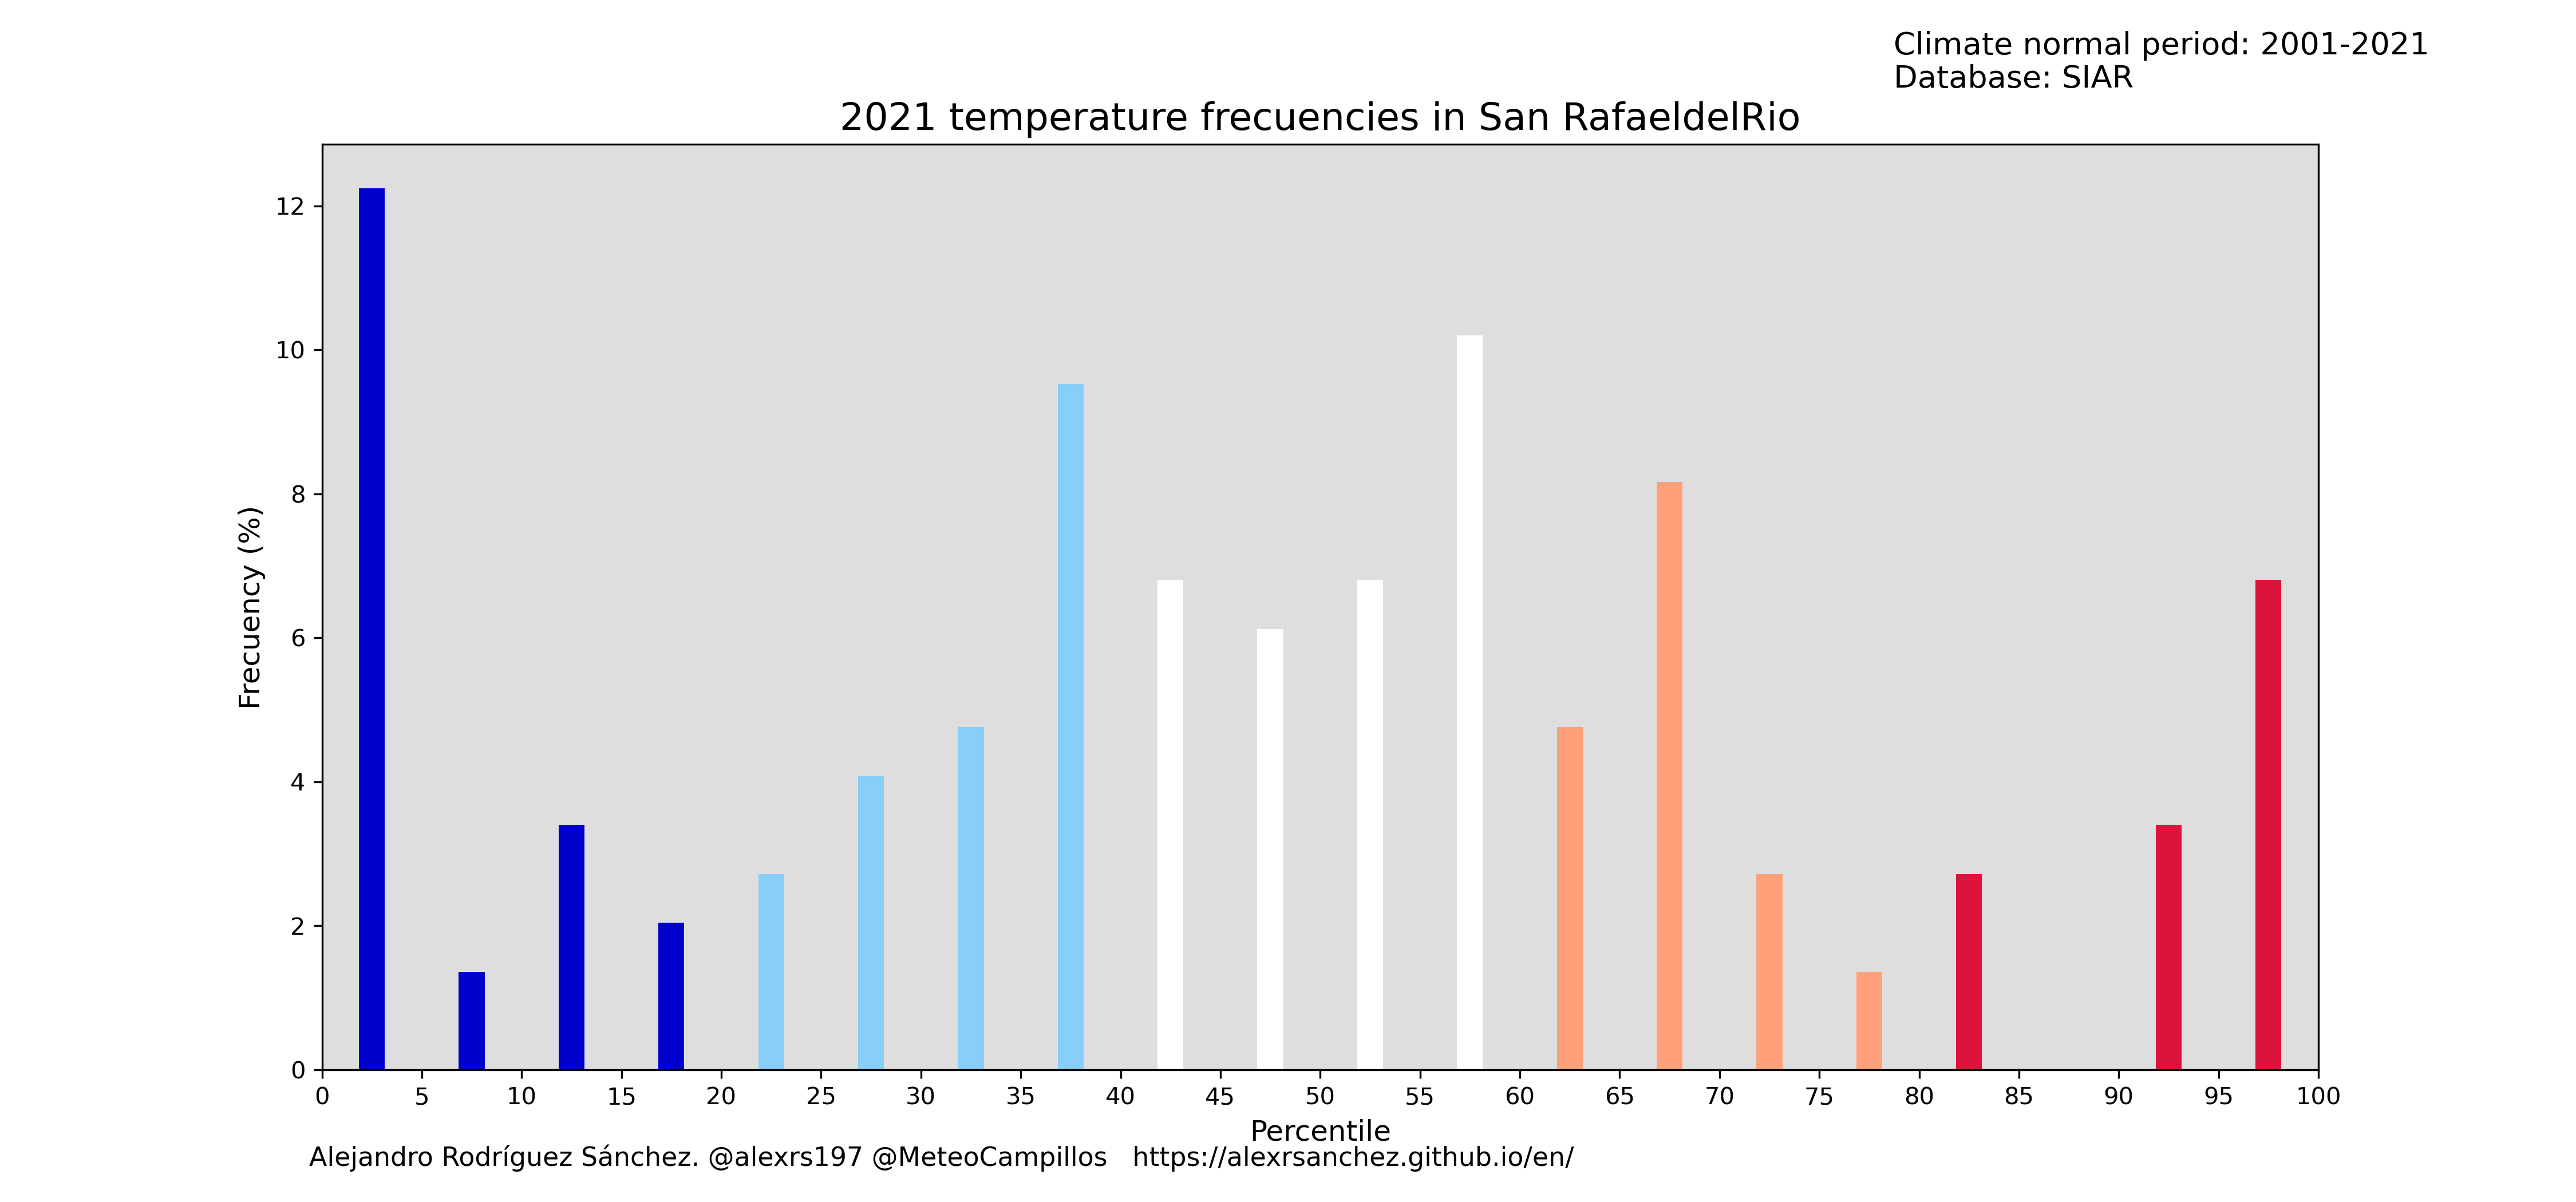 Climate normal period: 2001-2021
Database: SIAR
2021 temperature frecuencies in San RafaeldelRio
Frecuency (%)
12
10
8
6
4
2
0
0 5 10 15 20 25 30 35 40 45 50 55 60 65 70 75 80 85 90 95 100
Percentile
Alejandro Rodríguez Sánchez. @alexrs197 @MeteoCampillos https://alexrsanchez.github.io/en/